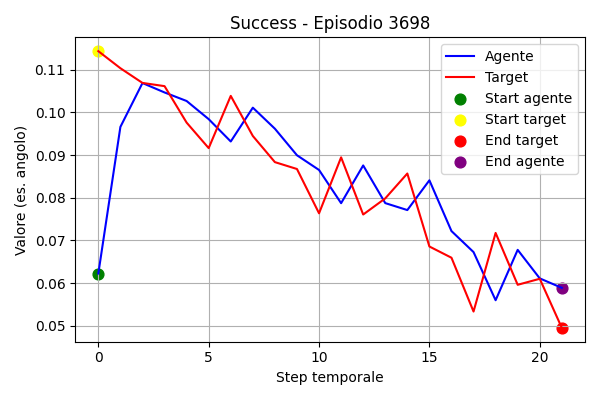 Success - Episodio 3698
Valore (es. angolo)
0.11
0.10
0.09
0.08
0.07
0.06
0.05
Agente
Target
Start agente
Start target
End target
End agente
0
5
10
15
20
Step temporale